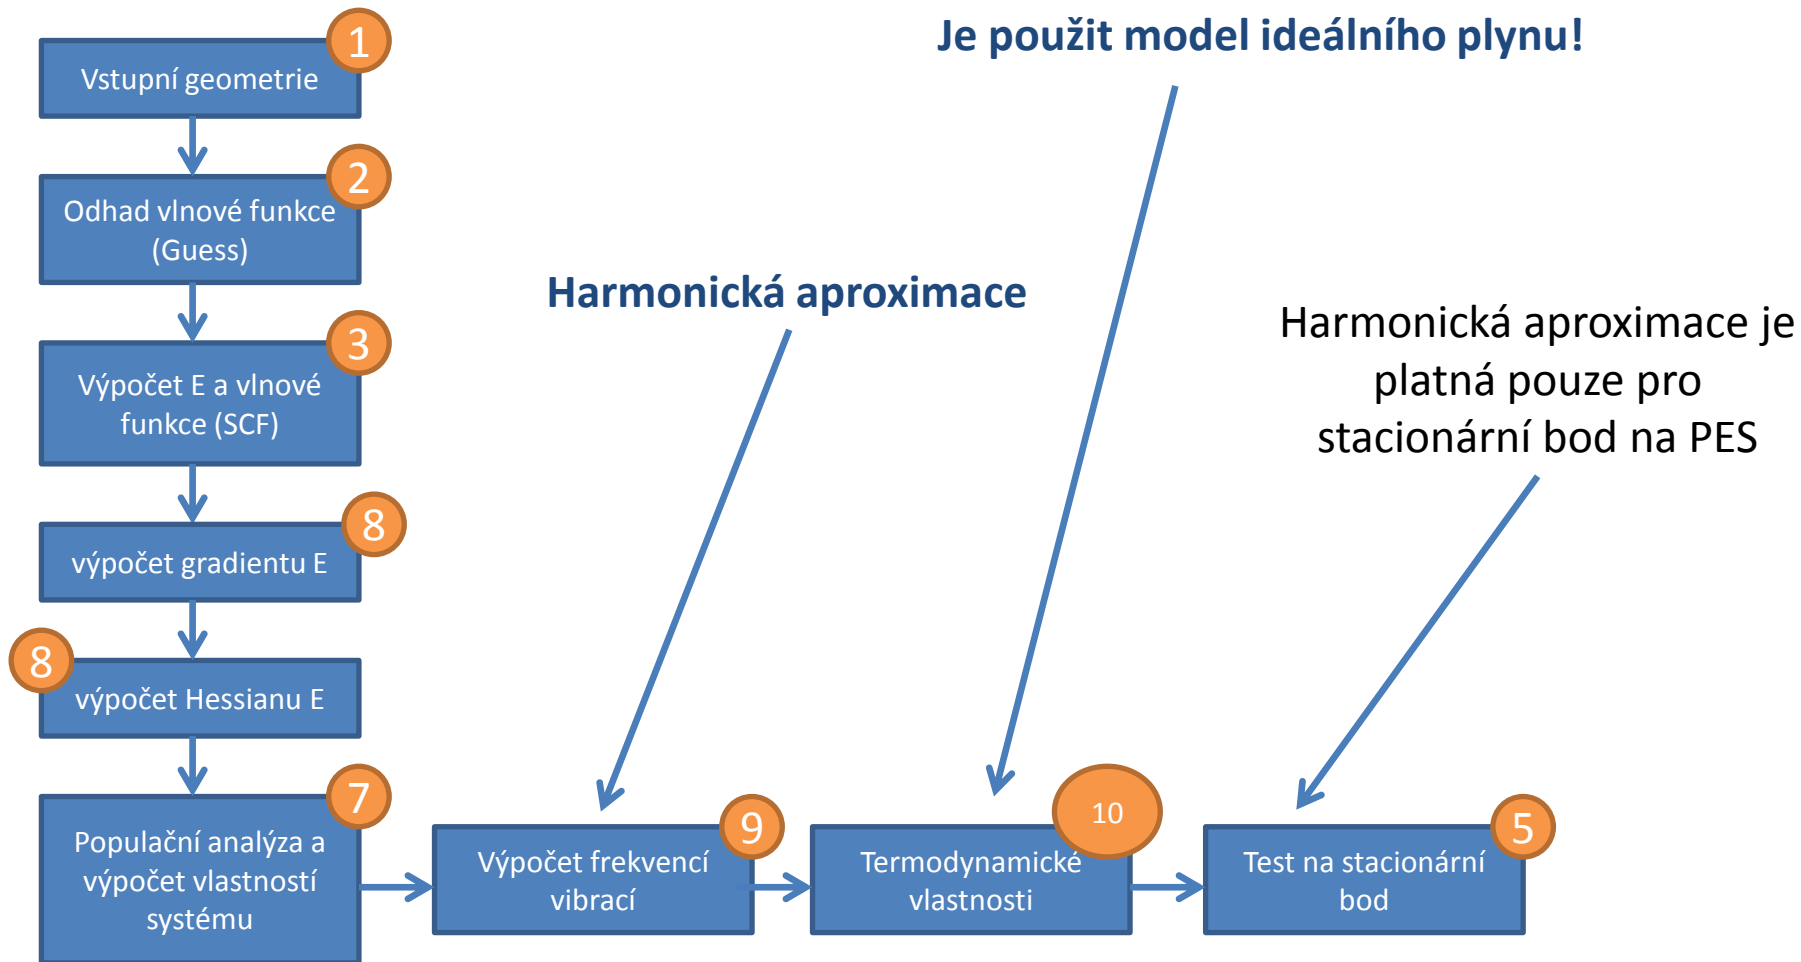 1
Vstupní geometrie
Je použit model ideálního plynu!
2
Odhad vlnové funkce
(Guess)
Harmonická aproximace
3
Výpočet E a vlnové
funkce (SCF)
Harmonická aproximace je
platná pouze pro
stacionární bod na PES
8
výpočet gradientu E
8
výpočet Hessianu E
7
Populační analýza a
výpočet vlastností
systému
9
Výpočet frekvencí
vibrací
10
Termodynamické
vlastnosti
5
Test na stacionární
bod